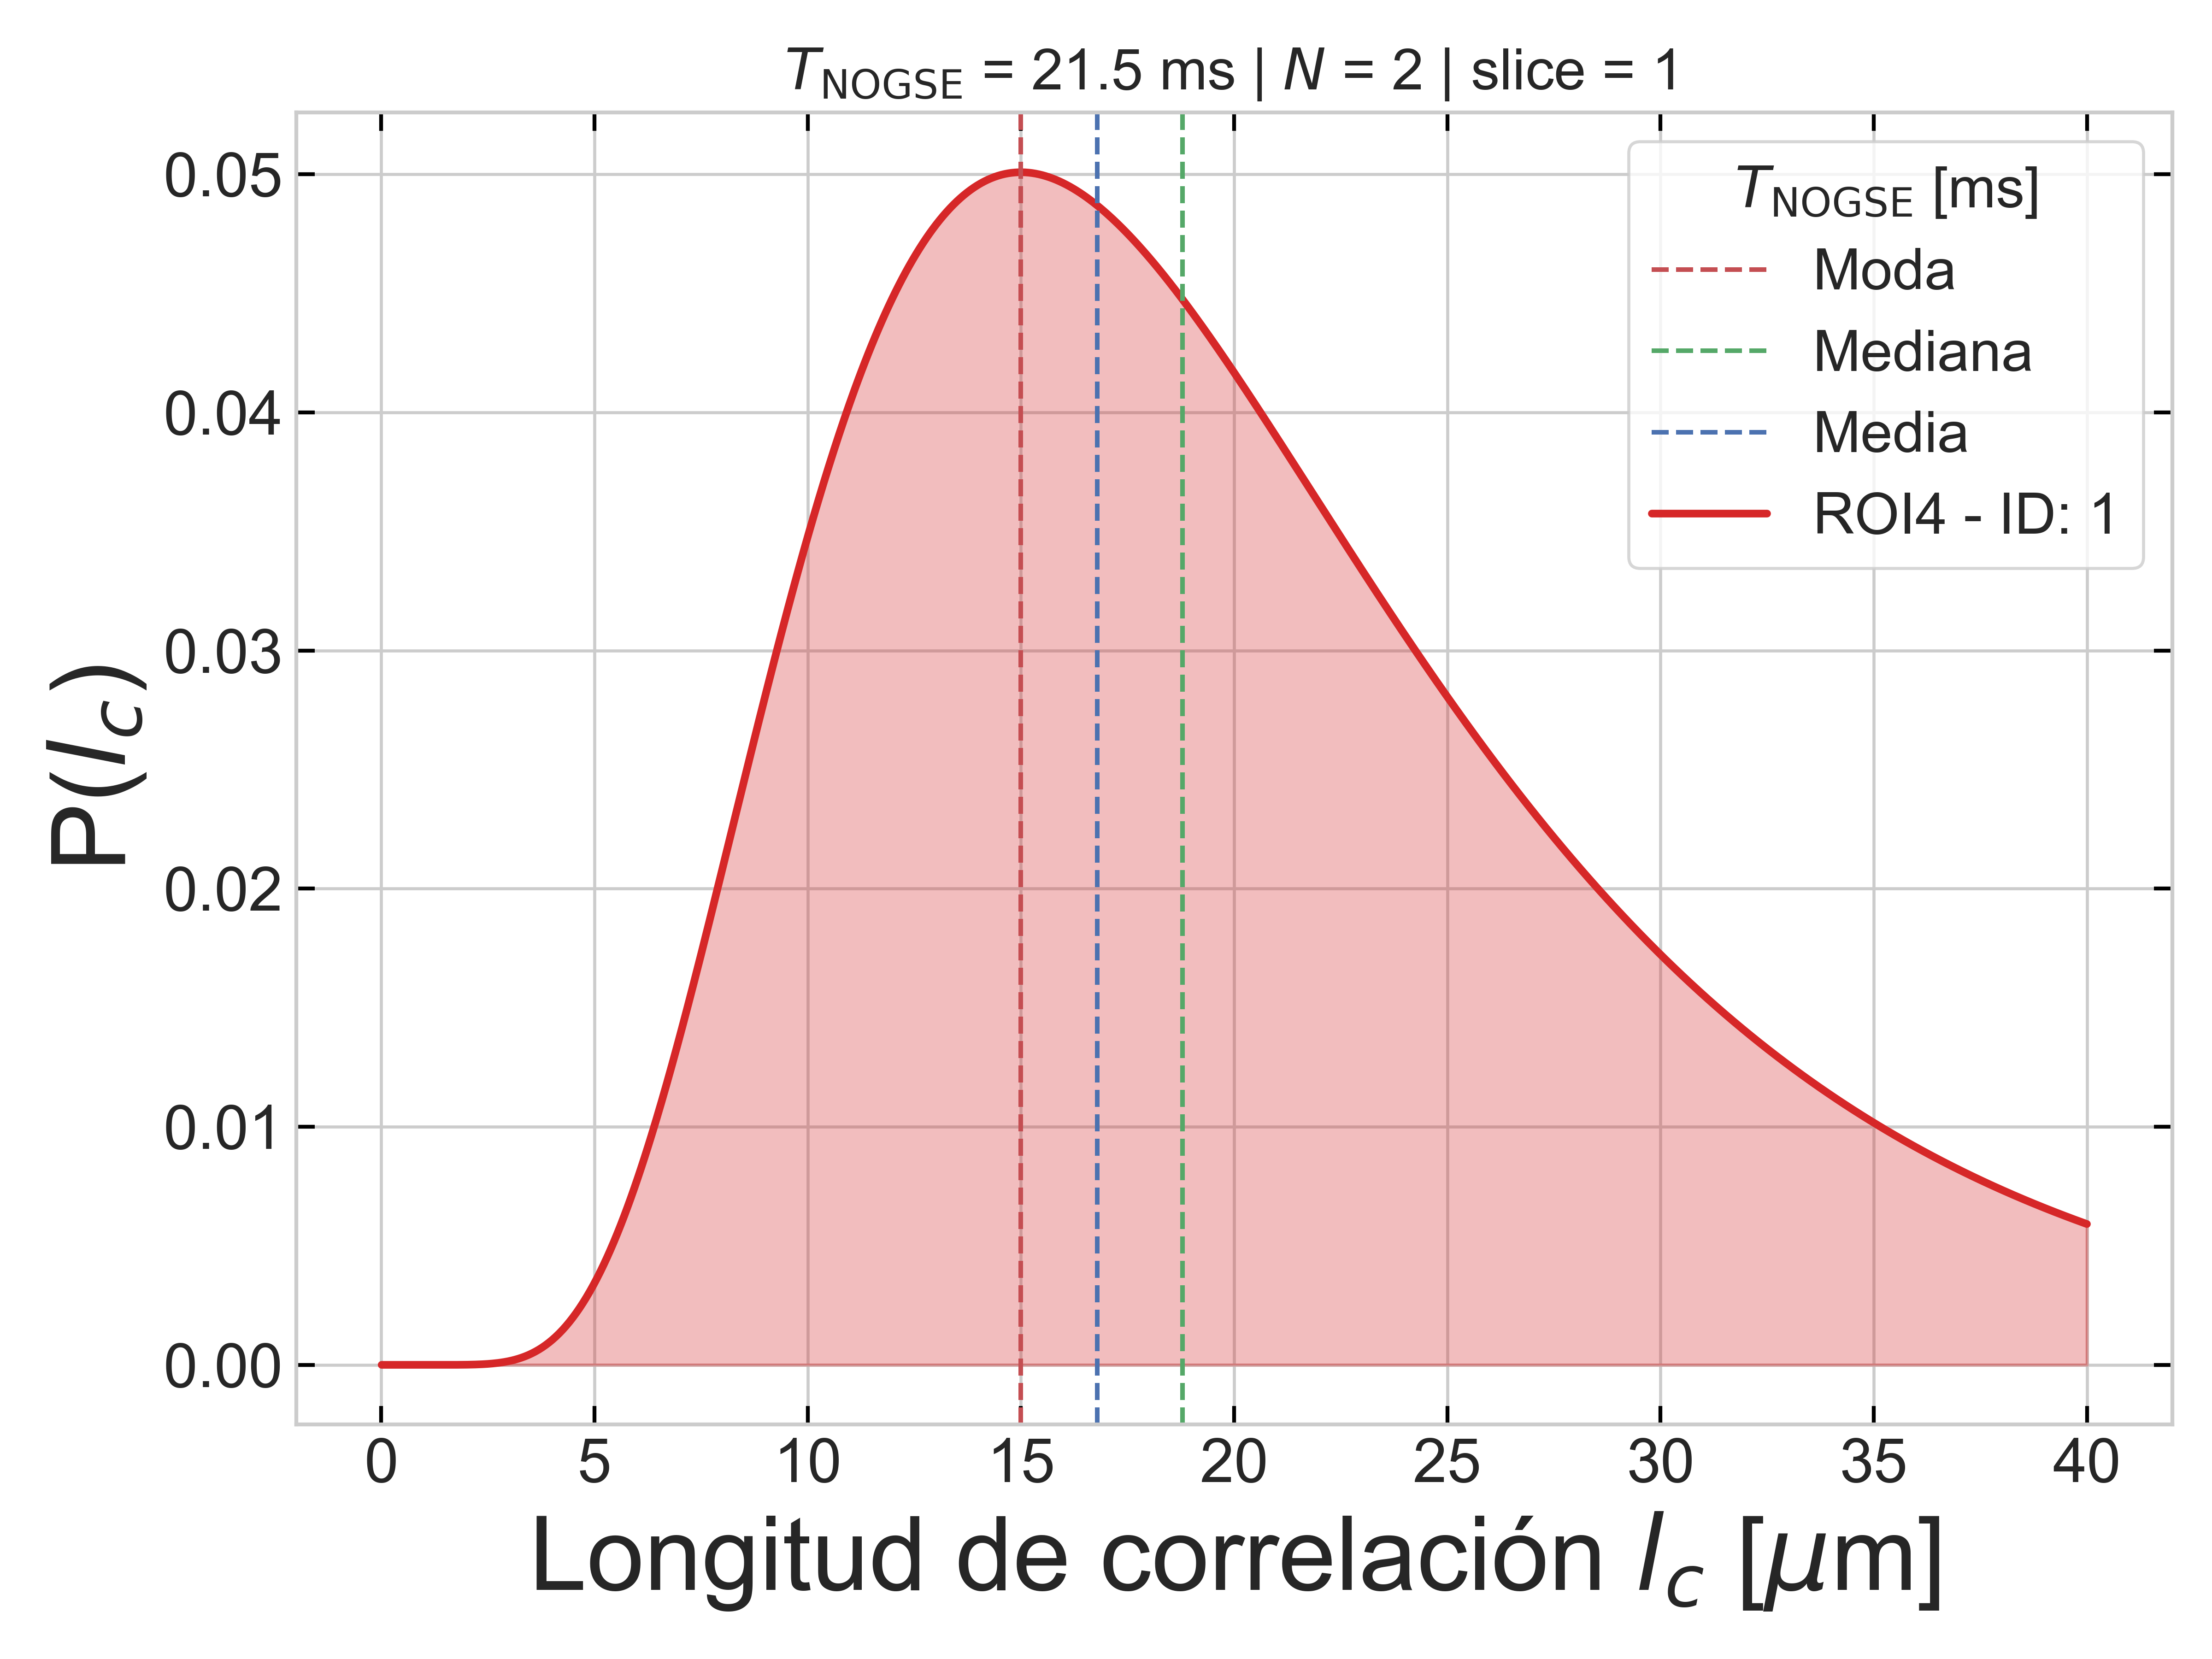 T_NOGSE = 21.5 ms | N = 2 | slice = 1
T_NOGSE [ms]
Moda
Mediana
Media
ROI4 - ID: 1
P(l_c)
0.05
0.04
0.03
0.02
0.01
0.00
0 5 10 15 20 25 30 35 40
Longitud de correlación l_c [μm]